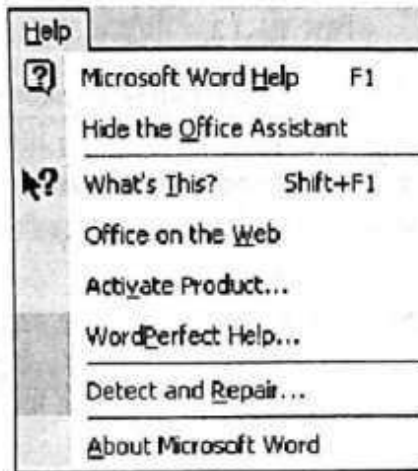 Help
Microsoft Word Help F1
Hide the Office Assistant
What's This? Shift+F1
Office on the Web
Activate Product...
WordPerfect Help...
Detect and Repair...
About Microsoft Word